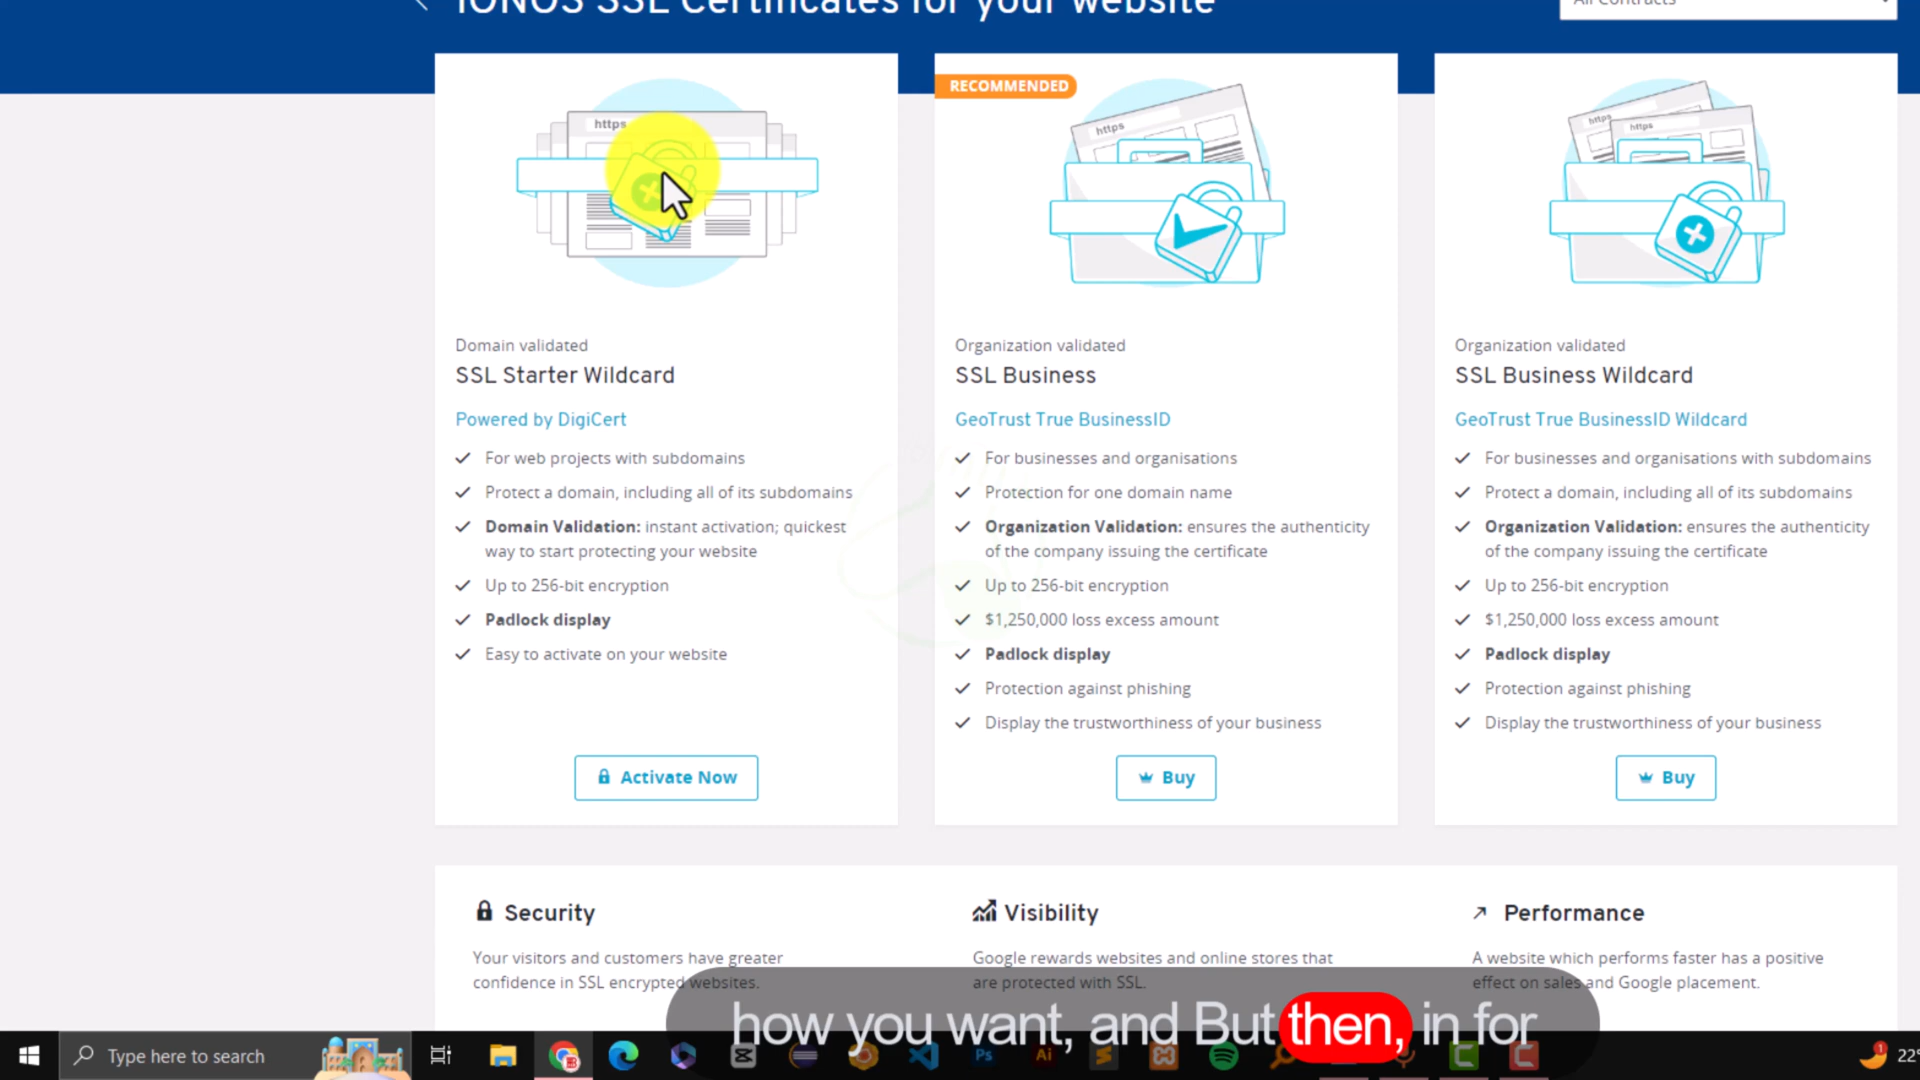 IONOS SSL Certificates for your website
All Contracts
https
Domain validated
SSL Starter Wildcard
Powered by DigiCert
For web projects with subdomains
Protect a domain, including all of its subdomains
Domain Validation: instant activation; quickest
way to start protecting your website
Up to 256-bit encryption
Padlock display
Easy to activate on your website
Activate Now
RECOMMENDED
https
Organization validated
SSL Business
GeoTrust True BusinessID
For businesses and organisations
Protection for one domain name
Organization Validation: ensures the authenticity
of the company issuing the certificate
Up to 256-bit encryption
$1,250,000 loss excess amount
Padlock display
Protection against phishing
Display the trustworthiness of your business
Buy
https
https
Organization validated
SSL Business Wildcard
GeoTrust True BusinessID Wildcard
For businesses and organisations with subdomains
Protect a domain, including all of its subdomains
Organization Validation: ensures the authenticity
of the company issuing the certificate
Up to 256-bit encryption
$1,250,000 loss excess amount
Padlock display
Protection against phishing
Display the trustworthiness of your business
Buy
Security
Your visitors and customers have greater
confidence in SSL encrypted websites.
Visibility
Google rewards websites and online stores that
are protected with SSL.
Performance
A website which performs faster has a positive
effect on sales and Google placement.
how you want, and But then, in for
Type here to search
Ps
Ai
1
22°